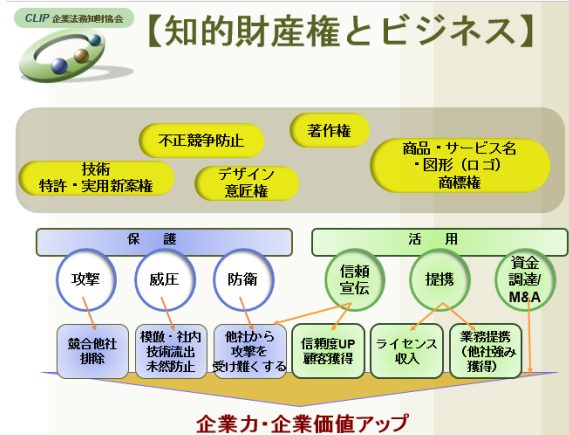 CLIP 企業法務知財協会
【知的財産権とビジネス】
不正競争防止
著作権
技術
特許・実用新案権
デザイン
意匠権
商品・サービス名
・図形（ロゴ）
商標権
保 護
活 用
攻撃
威圧
防衛
信頼
宣伝
提携
資金
調達/
M&A
競合他社
排除
模倣・社内
技術流出
未然防止
他社から
攻撃を
受け難くする
信頼度UP
顧客獲得
ライセンス
収入
業務提携
（他社強み
獲得）
企業力・企業価値アップ